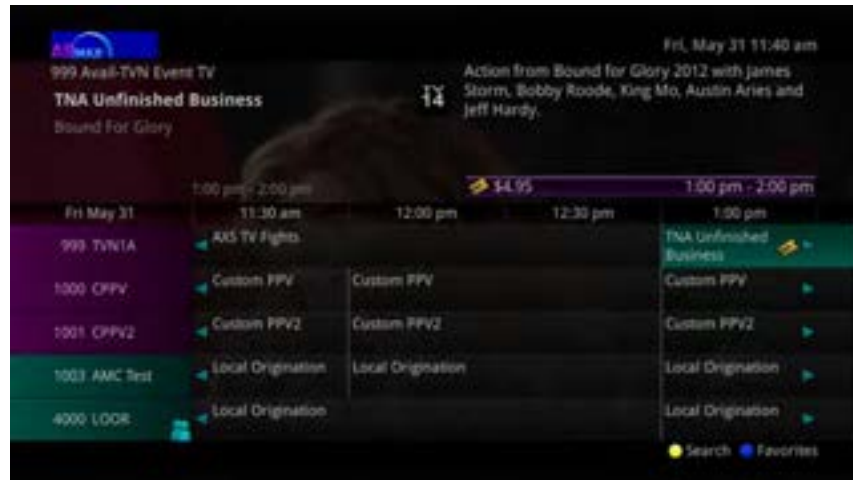 Fri, May 31 11:40 am
999 Avail-TVN Event TV
TNA Unfinished Business
Bound For Glory
TV
14
Action from Bound for Glory 2012 with James
Storm, Bobby Roode, King Mo, Austin Aries and
Jeff Hardy.
1:00 pm - 2:00 pm
$4.95 1:00 pm - 2:00 pm
Fri May 31 11:30 am 12:00 pm 12:30 pm 1:00 pm
999 TVN1A AXS TV Fights TNA Unfinished
Business
1000 CPPV Custom PPV Custom PPV Custom PPV
1001 CPPV2 Custom PPV2 Custom PPV2 Custom PPV2
1003 AMC Test Local Origination Local Origination Local Origination
4000 LOOR Local Origination Local Origination
Search Favorites